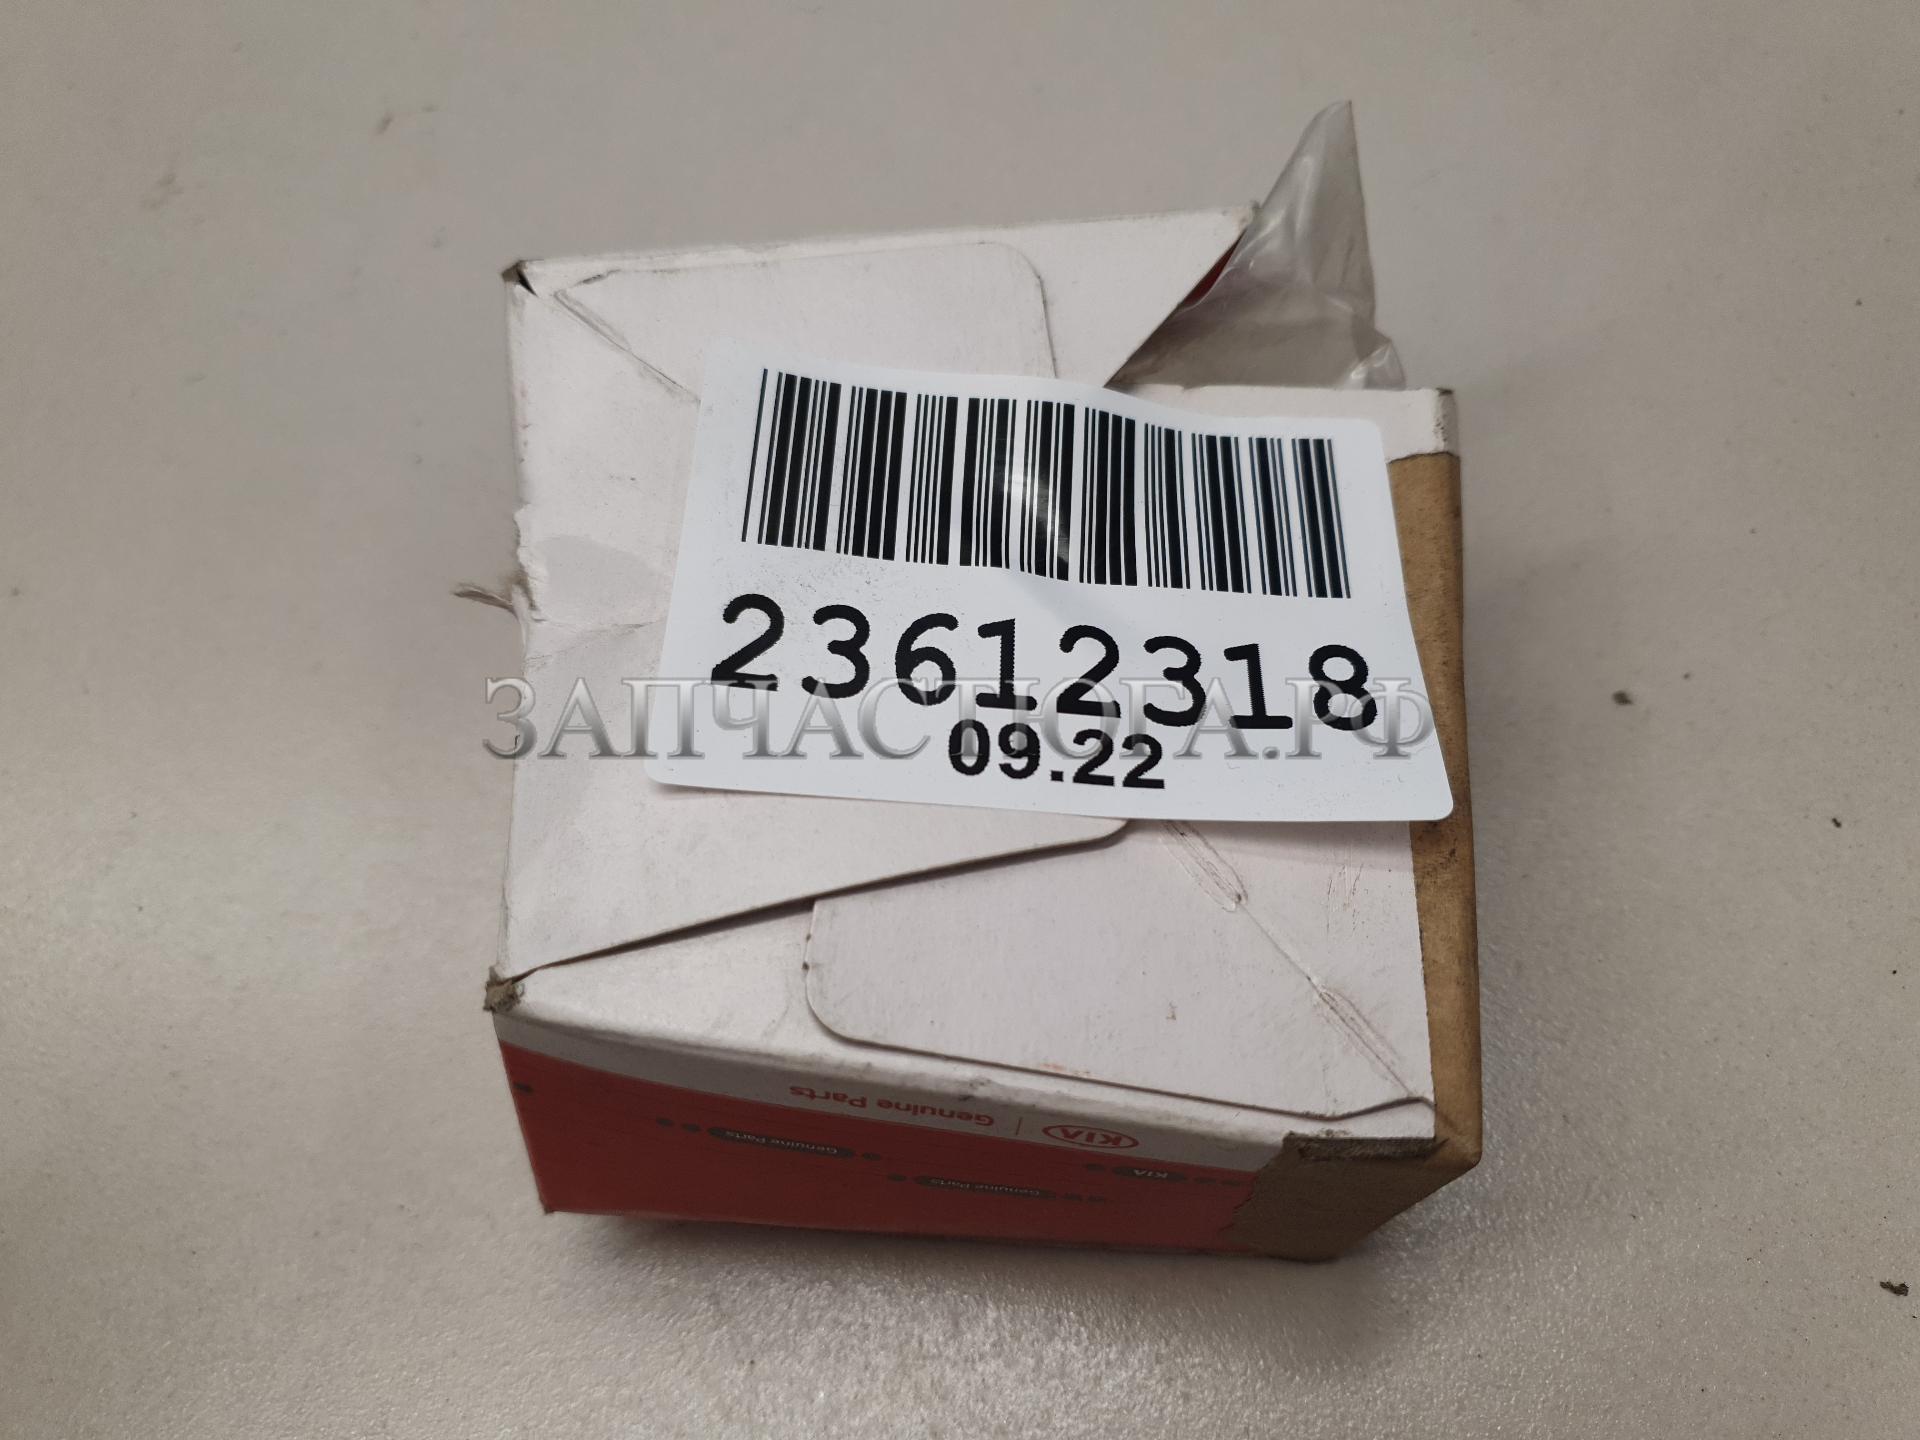 23612318
ЗАПЧАСТЮГА.РФ
09.22
KIA | Genuine Parts
Genuine Parts
KIA
Genuine Parts